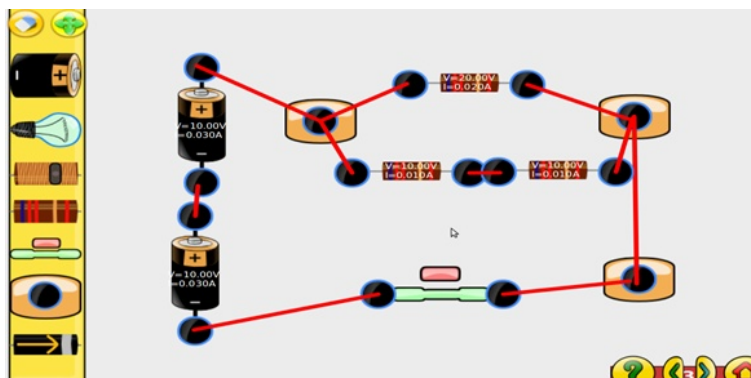 V=20.00V
I=0.020A
V=10.00V
I=0.030A
V=10.00V
I=0.010A
V=10.00V
I=0.010A
V=10.00V
I=0.030A
+
−
+
−
+
?
3